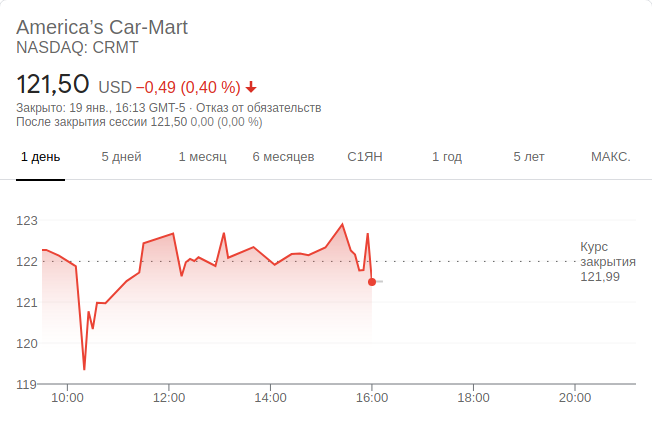 America’s Car-Mart
NASDAQ: CRMT
121,50 USD −0,49 (0,40 %)
Закрыто: 19 янв., 16:13 GMT-5 · Отказ от обязательств
После закрытия сессии 121,50 0,00 (0,00 %)
1 день 5 дней 1 месяц 6 месяцев С1ЯН 1 год 5 лет МАКС.
123
122
121
120
119
Курс
закрытия
121,99
10:00 12:00 14:00 16:00 18:00 20:00